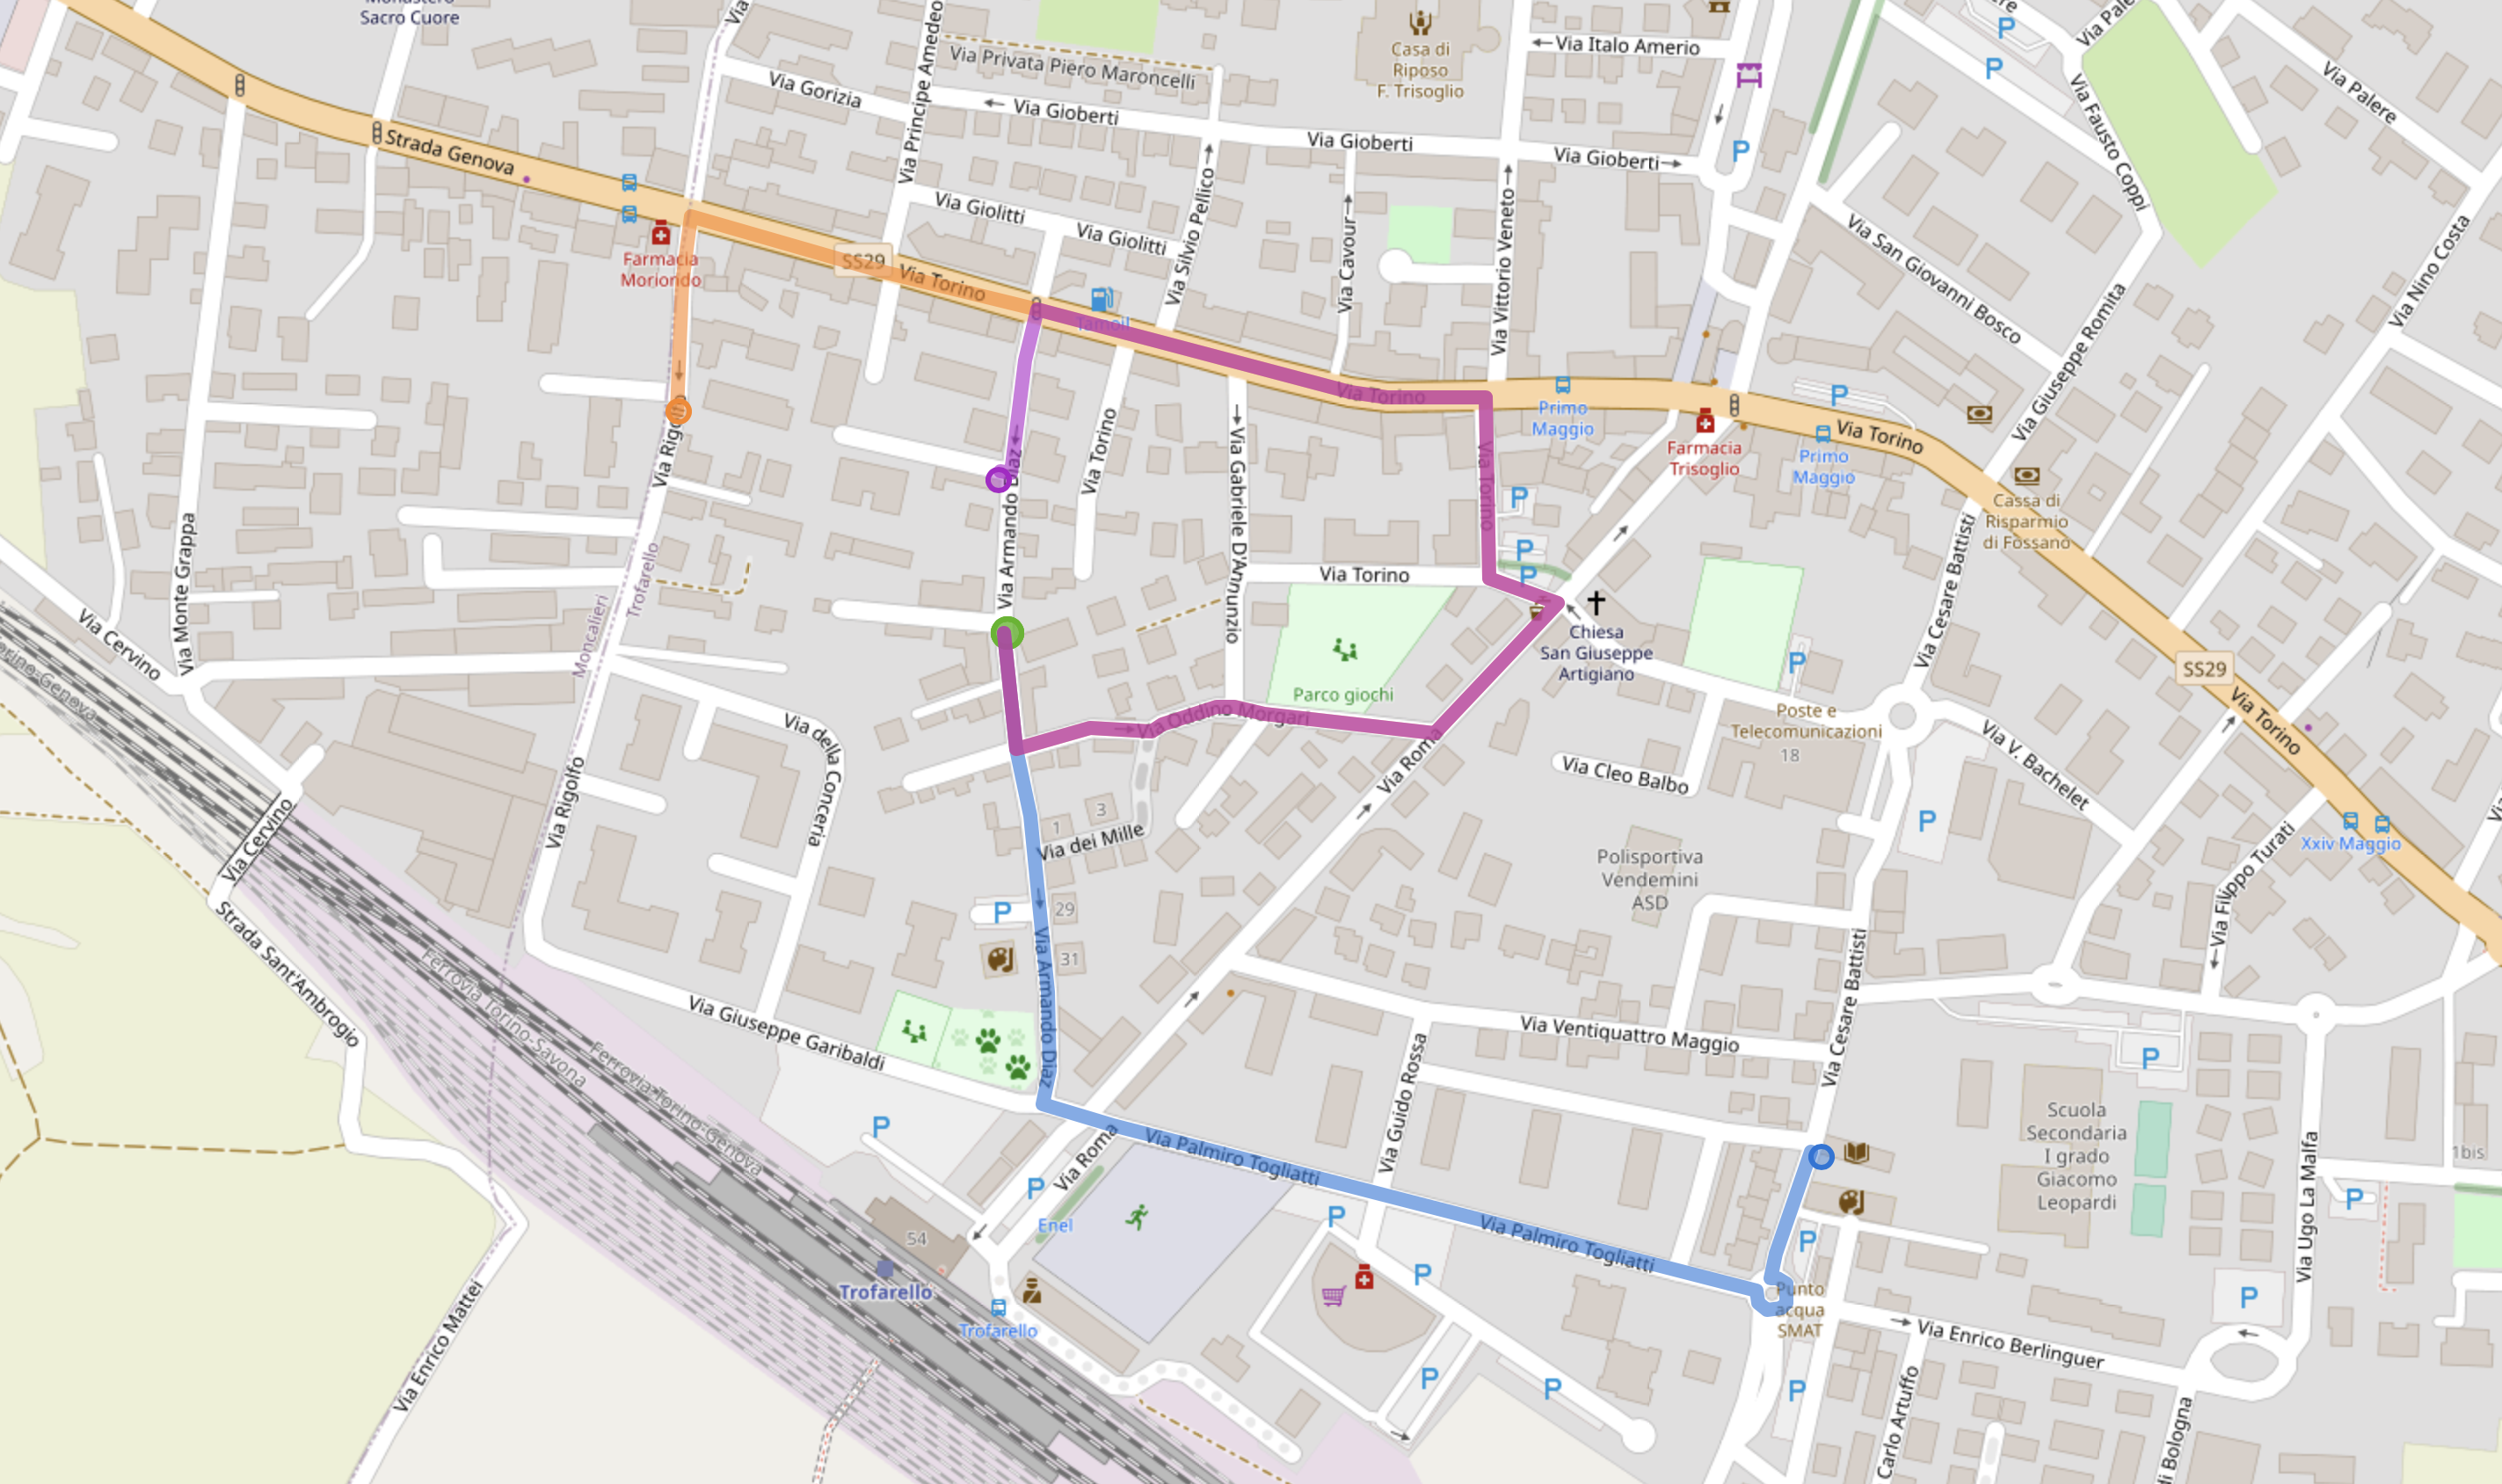 Sacro Cuore
Via
Via Italo Amerio
Casa di
Riposo
F. Trisoglio
Via Privata Piero Maroncelli
Via Principe Amedeo
Via Gorizia
Via Gioberti
Via Gioberti
Via Gioberti
Via Palere
Via Fausto Coppi
P
P
P
Strada Genova
Via Giolitti
Via Giolitti
Via Silvio Pellico
Via Cavour
Via Vittorio Veneto
Via San Giovanni Bosco
Via Giuseppe Romita
Via Nino Costa
Farmacia
Moriondo
SS29
Via Torino
Tamoil
Via Torino
Primo
Maggio
Farmacia
Trisoglio
P
Primo
Maggio
Via Torino
Cassa di
Risparmio
di Fossano
Via Rigolfo
Via Armando Diaz
Via Torino
Via Gabriele D'Annunzio
Via Torino
P
P
P
Via Torino
Via Monte Grappa
Moncalieri
Trofarello
Via Armando Diaz
Via Cervino
Torino-Genova
Chiesa
San Giuseppe
Artigiano
Parco giochi
P
Via Cesare Battisti
SS29
Via Torino
Via Oddino Morgari
Poste e
Telecomunicazioni
18
Via della Conceria
Via Roma
Via Cleo Balbo
Via V. Bachelet
Via Rigolfo
3
1
Via dei Mille
P
Xxiv Maggio
Via Filippo Turati
Via Cervino
Polisportiva
Vendemini
ASD
P
29
31
Via Armando Diaz
Strada Sant'Ambrogio
Ferrovia Torino-Savona
Ferrovia Torino-Genova
Via Giuseppe Garibaldi
Via Ventiquattro Maggio
Via Cesare Battisti
P
Via Guido Rossa
Scuola
Secondaria
I grado
Giacomo
Leopardi
P
Via Roma
Via Palmiro Togliatti
1bis
P
Enel
P
Via Palmiro Togliatti
P
P
Via Ugo La Malfa
54
Trofarello
Trofarello
P
Punto
acqua
SMAT
P
Via Enrico Berlinguer
Via Enrico Mattei
P
P
P
Carlo Artuffo
di Bologna